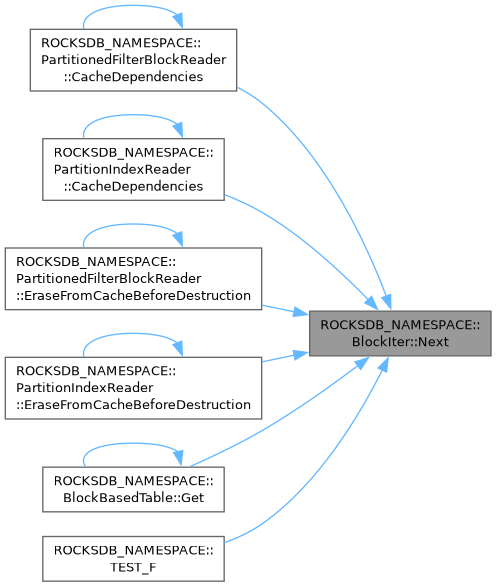 ROCKSDB_NAMESPACE::
PartitionedFilterBlockReader
::CacheDependencies
ROCKSDB_NAMESPACE::
PartitionIndexReader
::CacheDependencies
ROCKSDB_NAMESPACE::
PartitionedFilterBlockReader
::EraseFromCacheBeforeDestruction
ROCKSDB_NAMESPACE::
BlockIter::Next
ROCKSDB_NAMESPACE::
PartitionIndexReader
::EraseFromCacheBeforeDestruction
ROCKSDB_NAMESPACE::
BlockBasedTable::Get
ROCKSDB_NAMESPACE::
TEST_F